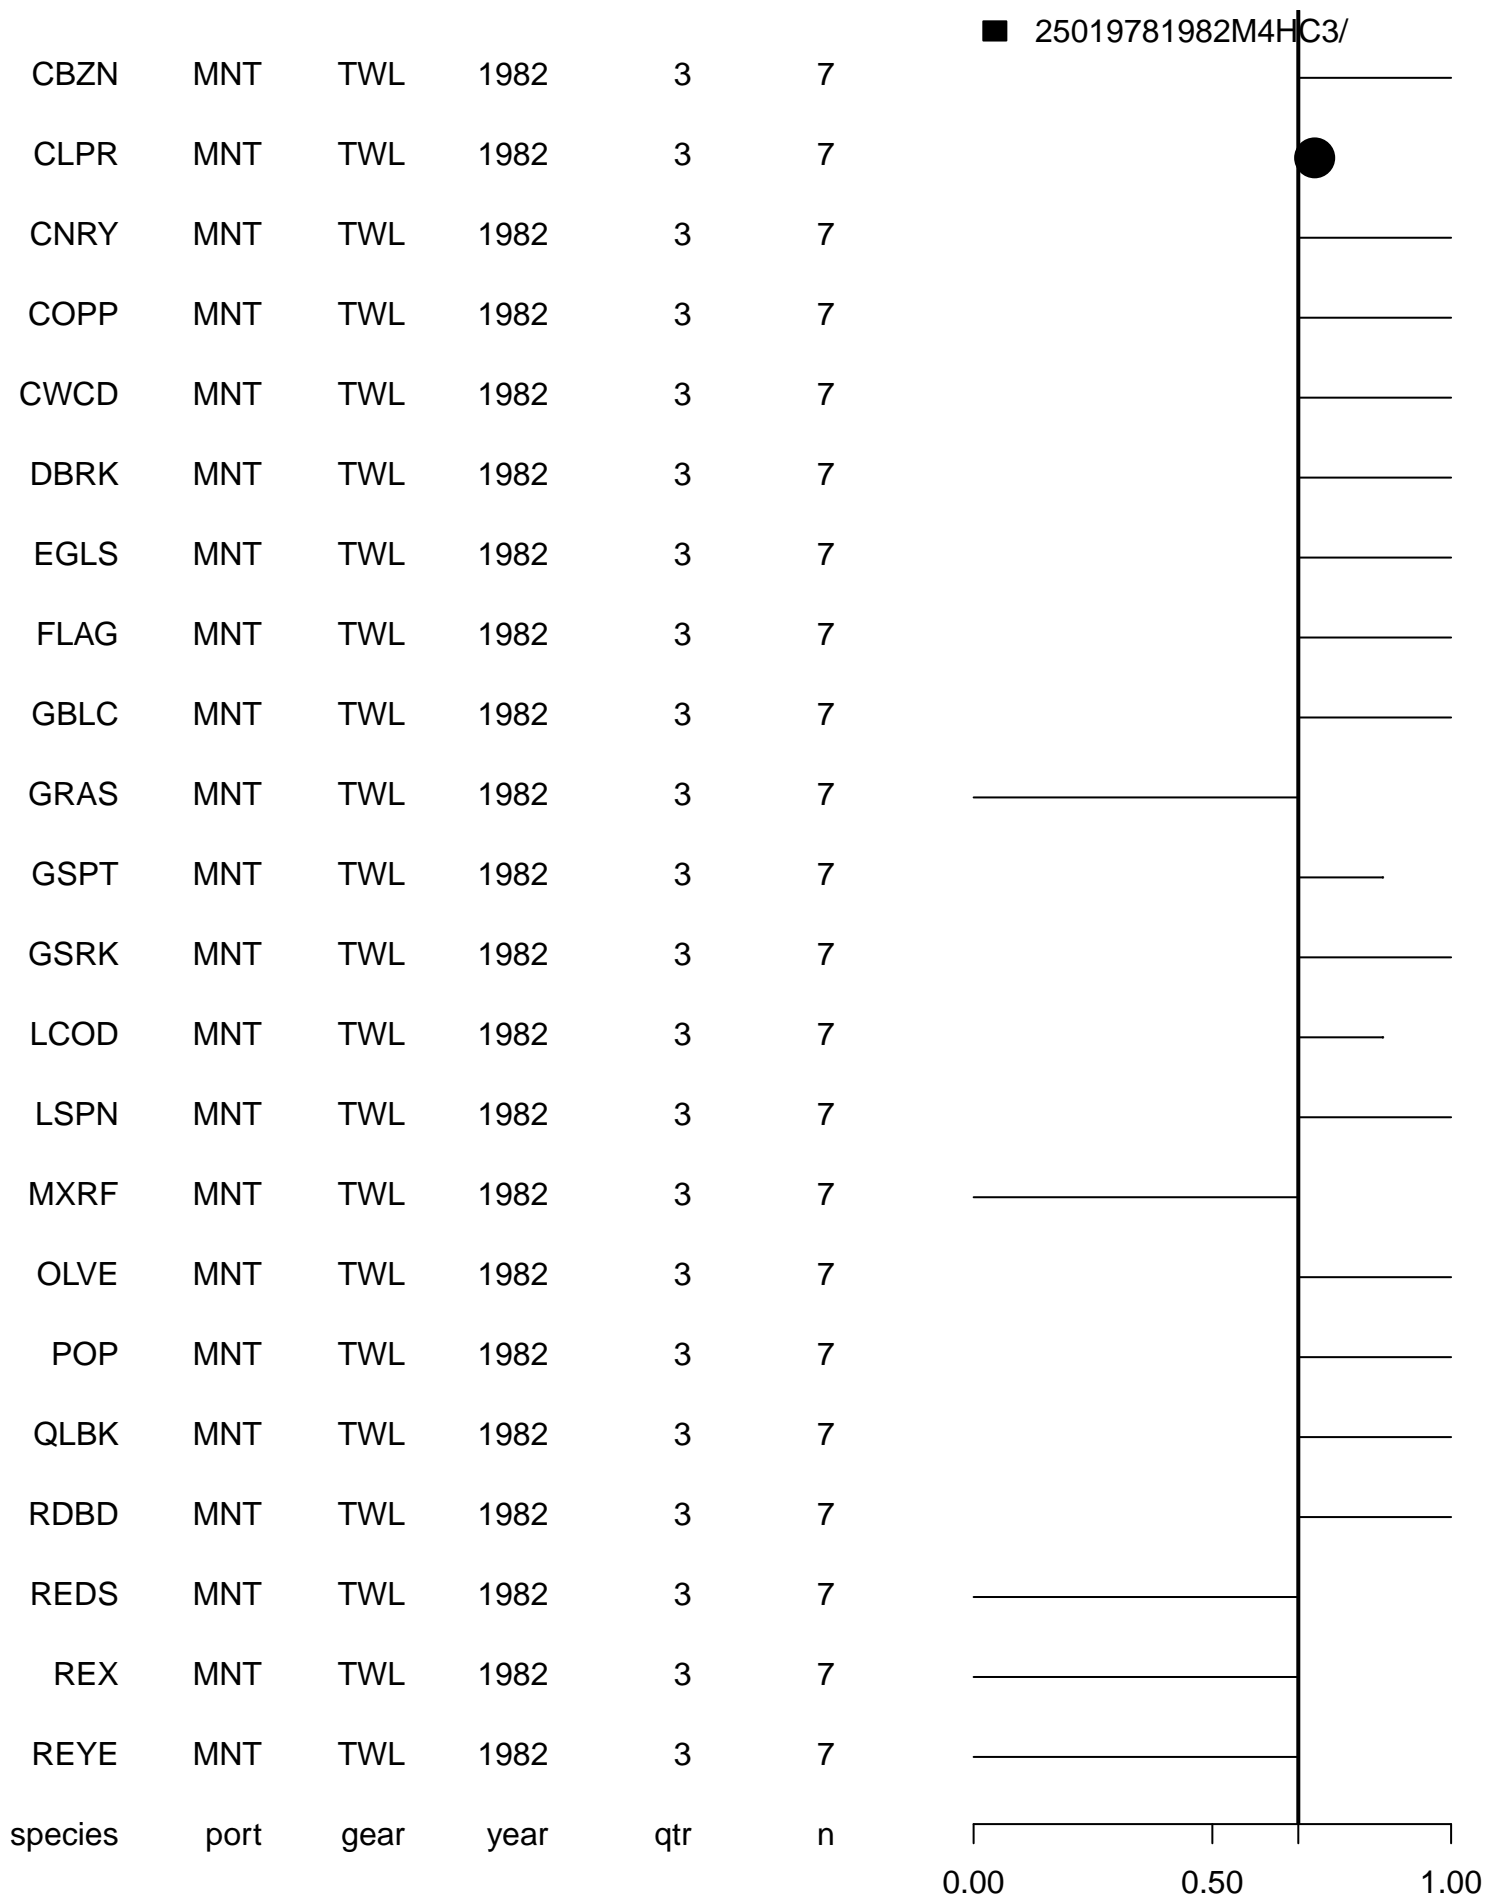 25019781982M4HC3/
CBZN MNT TWL 1982 3 7
CLPR MNT TWL 1982 3 7
CNRY MNT TWL 1982 3 7
COPP MNT TWL 1982 3 7
CWCD MNT TWL 1982 3 7
DBRK MNT TWL 1982 3 7
EGLS MNT TWL 1982 3 7
FLAG MNT TWL 1982 3 7
GBLC MNT TWL 1982 3 7
GRAS MNT TWL 1982 3 7
GSPT MNT TWL 1982 3 7
GSRK MNT TWL 1982 3 7
LCOD MNT TWL 1982 3 7
LSPN MNT TWL 1982 3 7
MXRF MNT TWL 1982 3 7
OLVE MNT TWL 1982 3 7
POP MNT TWL 1982 3 7
QLBK MNT TWL 1982 3 7
RDBD MNT TWL 1982 3 7
REDS MNT TWL 1982 3 7
REX MNT TWL 1982 3 7
REYE MNT TWL 1982 3 7
species port gear year qtr n
0.00 0.50 1.00